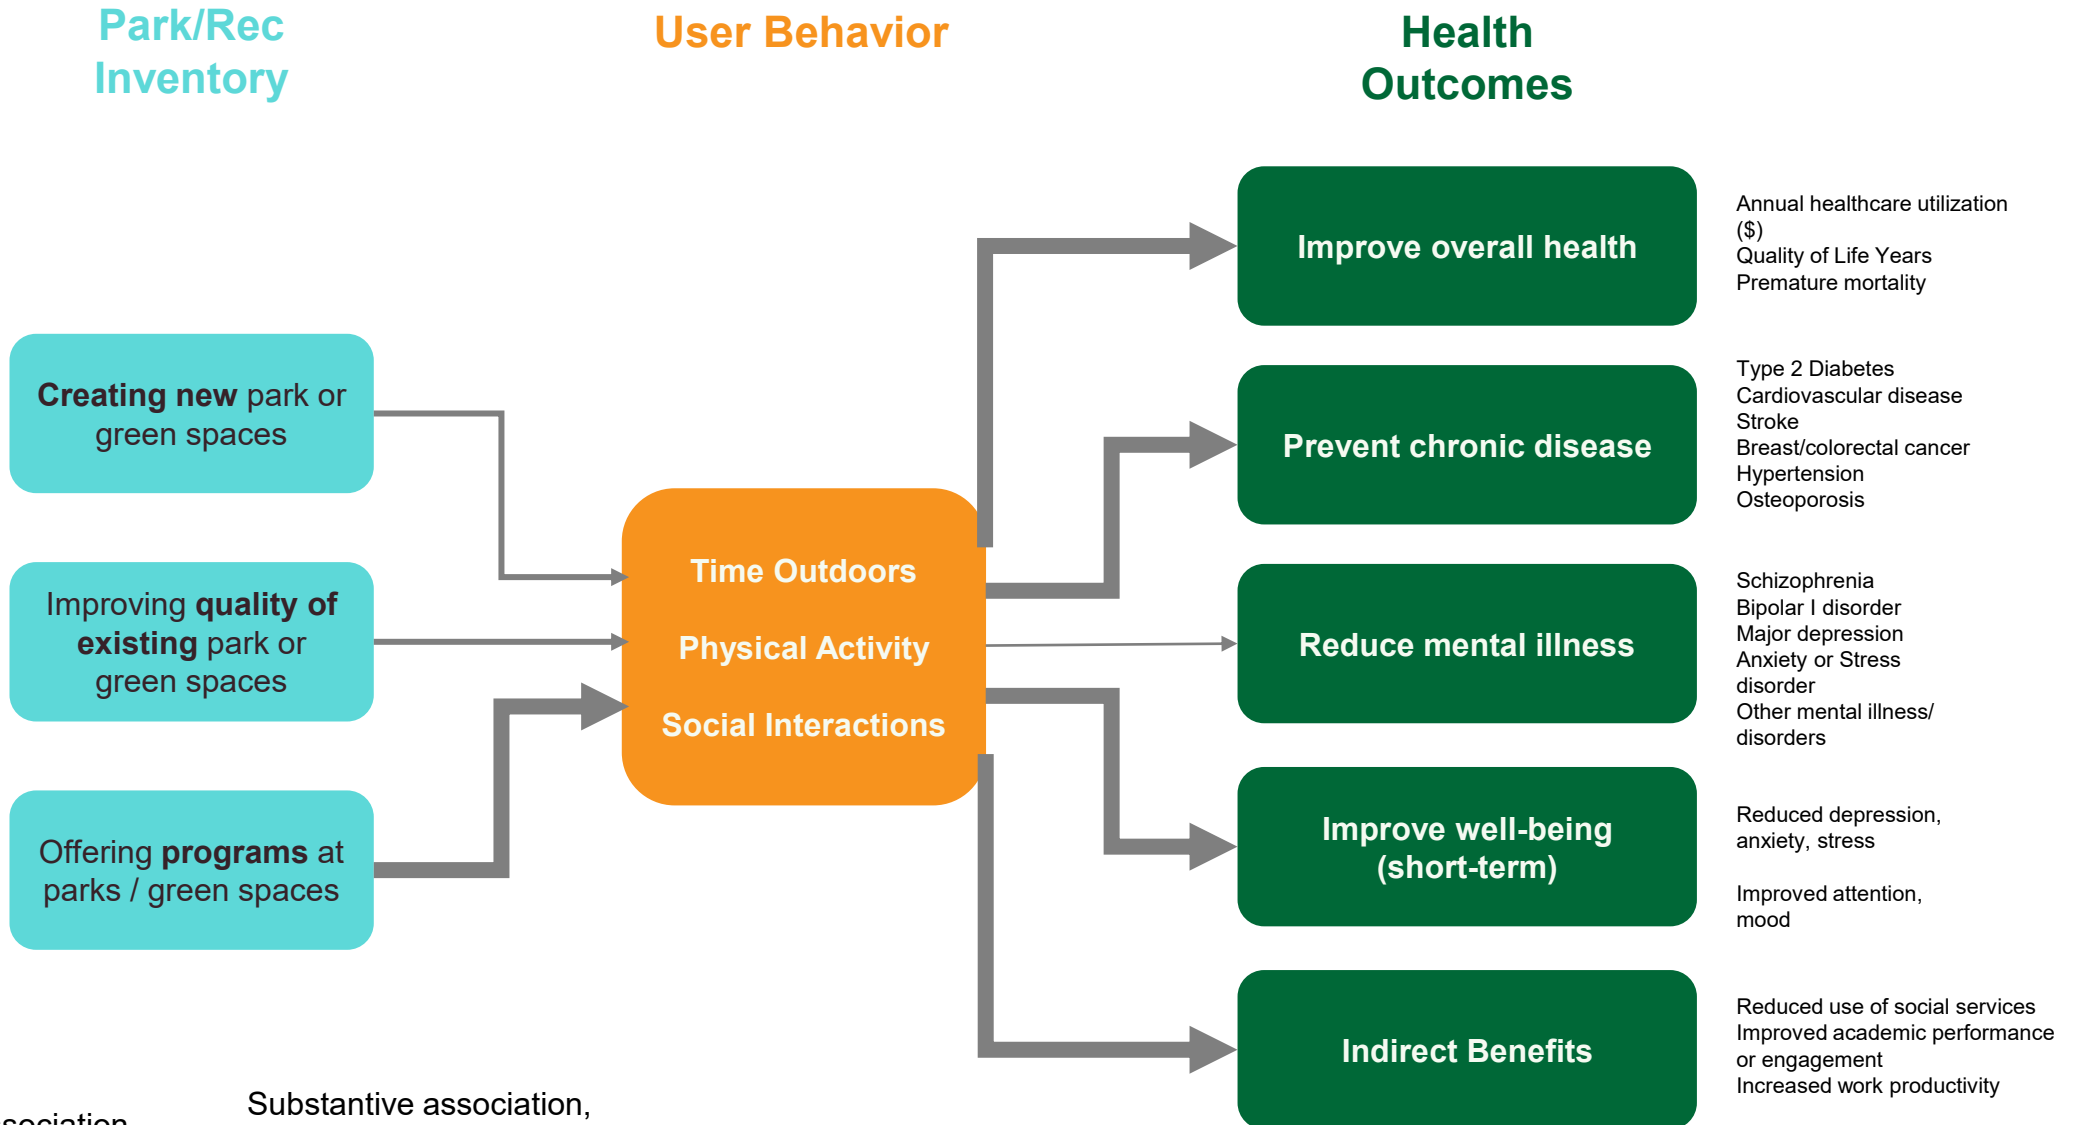 Park/Rec
Inventory
User Behavior
Health
Outcomes
Creating new park or
green spaces
Improving quality of
existing park or
green spaces
Offering programs at
parks / green spaces
Time Outdoors
Physical Activity
Social Interactions
Improve overall health
Annual healthcare utilization
($)
Quality of Life Years
Premature mortality
Prevent chronic disease
Type 2 Diabetes
Cardiovascular disease
Stroke
Breast/colorectal cancer
Hypertension
Osteoporosis
Reduce mental illness
Schizophrenia
Bipolar I disorder
Major depression
Anxiety or Stress
disorder
Other mental illness/
disorders
Improve well-being
(short-term)
Reduced depression,
anxiety, stress
Improved attention,
mood
Indirect Benefits
Reduced use of social services
Improved academic performance
or engagement
Increased work productivity
Substantive association,